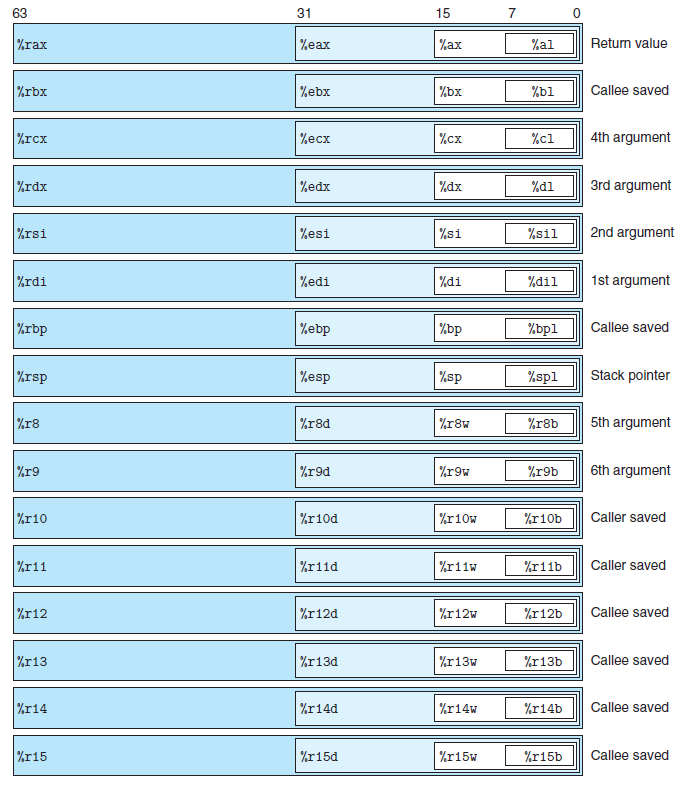 63 31 15 7 0
%rax %eax %ax %al Return value
%rbx %ebx %bx %bl Callee saved
%rcx %ecx %cx %cl 4th argument
%rdx %edx %dx %dl 3rd argument
%rsi %esi %si %sil 2nd argument
%rdi %edi %di %dil 1st argument
%rbp %ebp %bp %bpl Callee saved
%rsp %esp %sp %spl Stack pointer
%r8 %r8d %r8w %r8b 5th argument
%r9 %r9d %r9w %r9b 6th argument
%r10 %r10d %r10w %r10b Caller saved
%r11 %r11d %r11w %r11b Caller saved
%r12 %r12d %r12w %r12b Callee saved
%r13 %r13d %r13w %r13b Callee saved
%r14 %r14d %r14w %r14b Callee saved
%r15 %r15d %r15w %r15b Callee saved